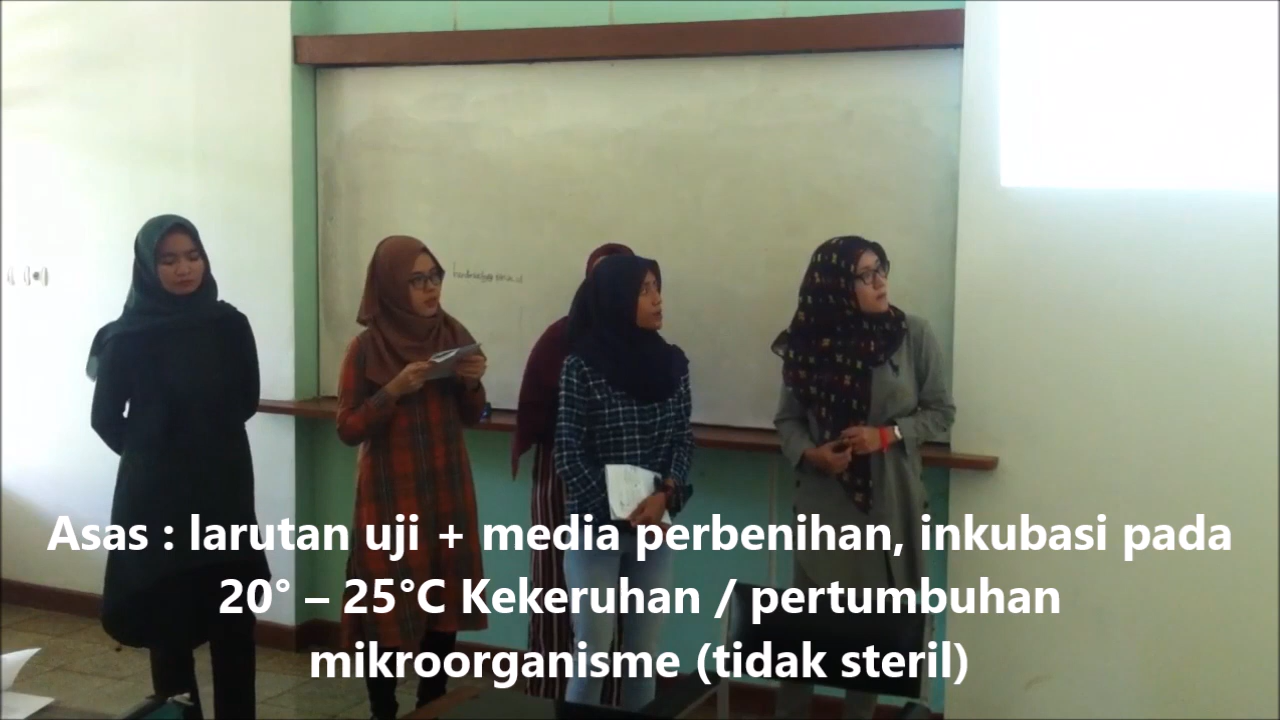 Asas : larutan uji + media perbenihan, inkubasi pada
20° – 25°C Kekeruhan / pertumbuhan
mikroorganisme (tidak steril)